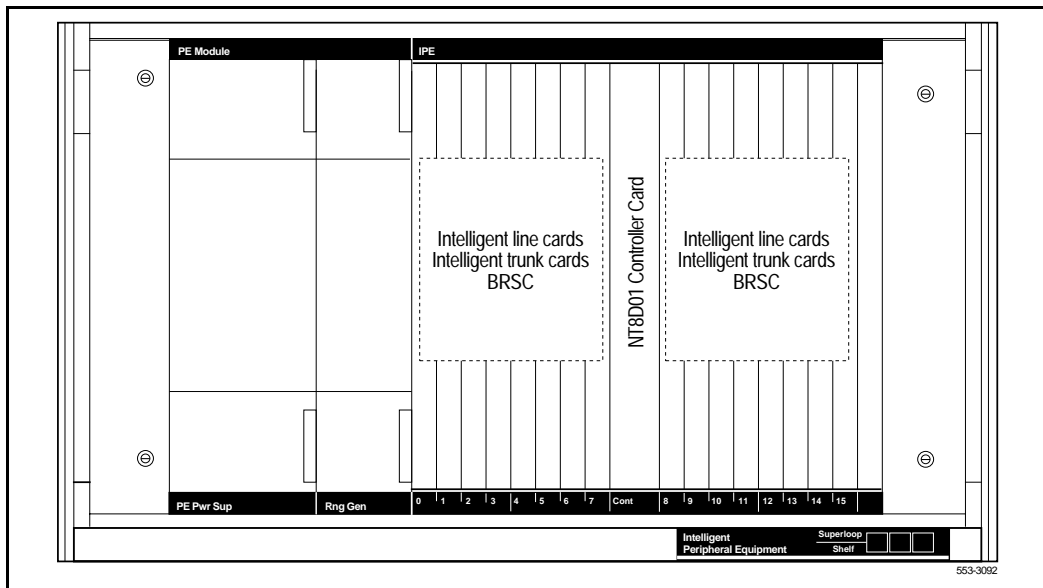 PE Module
IPE
Intelligent line cards
Intelligent trunk cards
BRSC
NT8D01 Controller Card
Intelligent line cards
Intelligent trunk cards
BRSC
PE Pwr Sup
Rng Gen
0 1 2 3 4 5 6 7 Cont 8 9 10 11 12 13 14 15
Intelligent
Peripheral Equipment
Superloop
Shelf
553-3092